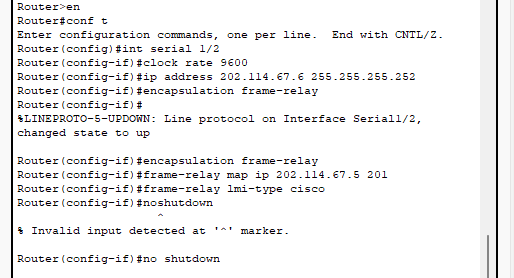 Router>en
Router#conf t
Enter configuration commands, one per line.  End with CNTL/Z.
Router(config)#int serial 1/2
Router(config-if)#clock rate 9600
Router(config-if)#ip address 202.114.67.6 255.255.255.252
Router(config-if)#encapsulation frame-relay
Router(config-if)#
%LINEPROTO-5-UPDOWN: Line protocol on Interface Serial1/2,
changed state to up
Router(config-if)#encapsulation frame-relay
Router(config-if)#frame-relay map ip 202.114.67.5 201
Router(config-if)#frame-relay lmi-type cisco
Router(config-if)#noshutdown
^
% Invalid input detected at '^' marker.
Router(config-if)#no shutdown